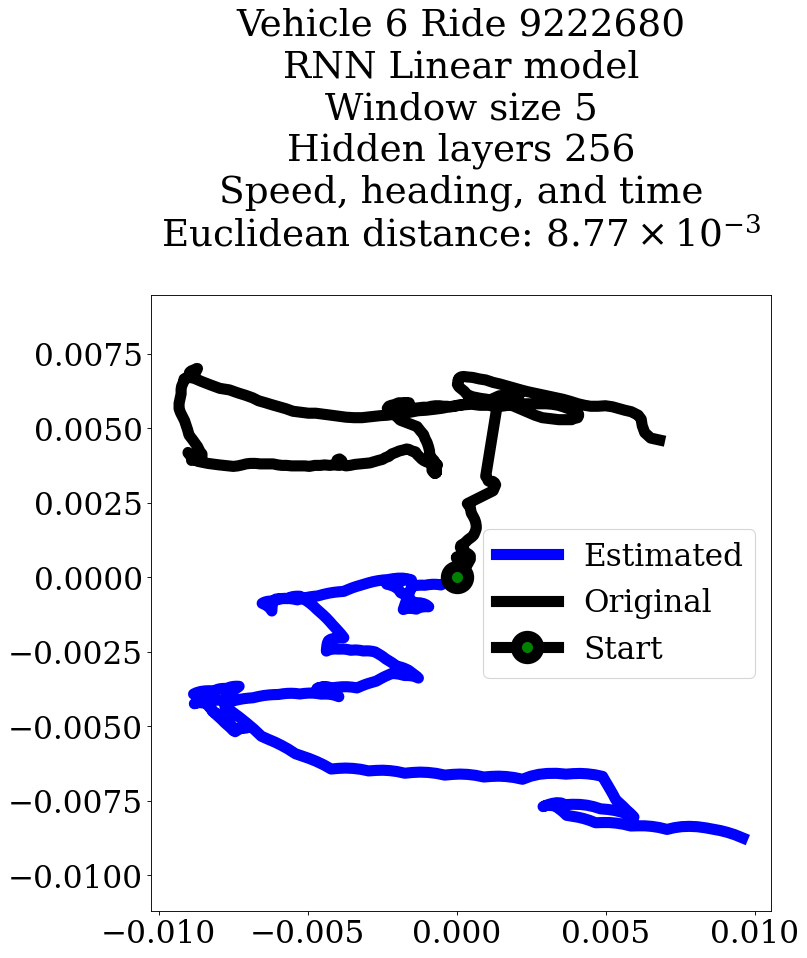 Vehicle 6 Ride 9222680
RNN Linear model
Window size 5
Hidden layers 256
Speed, heading, and time
Euclidean distance: 8.77 × 10⁻³
0.0075
0.0050
0.0025
0.0000
−0.0025
−0.0050
−0.0075
−0.0100
Estimated
Original
Start
−0.010 −0.005 0.000 0.005 0.010